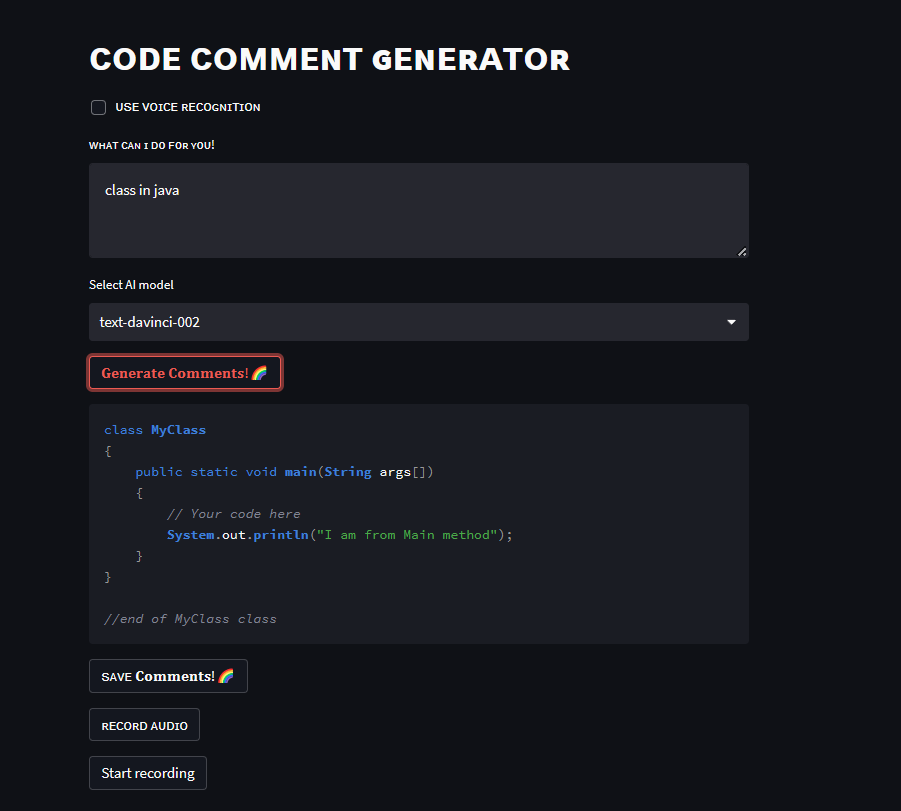 CODE COMMENT GENERATOR
USE VOICE RECOGNITION
WHAT CAN I DO FOR YOU!
class in java
Select AI model
text-davinci-002
Generate Comments!🌈
class MyClass
{
    public static void main(String args[])
    {
        // Your code here
        System.out.println("I am from Main method");
    }
}
//end of MyClass class
SAVE Comments!🌈
RECORD AUDIO
Start recording